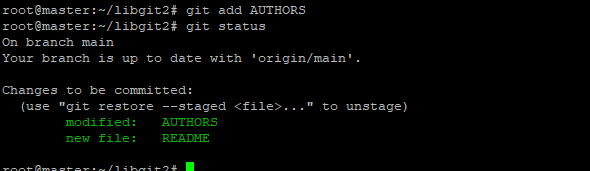 root@master:~/libgit2# git add AUTHORS
root@master:~/libgit2# git status
On branch main
Your branch is up to date with 'origin/main'.
Changes to be committed:
(use "git restore --staged <file>..." to unstage)
modified: AUTHORS
new file: README
root@master:~/libgit2#